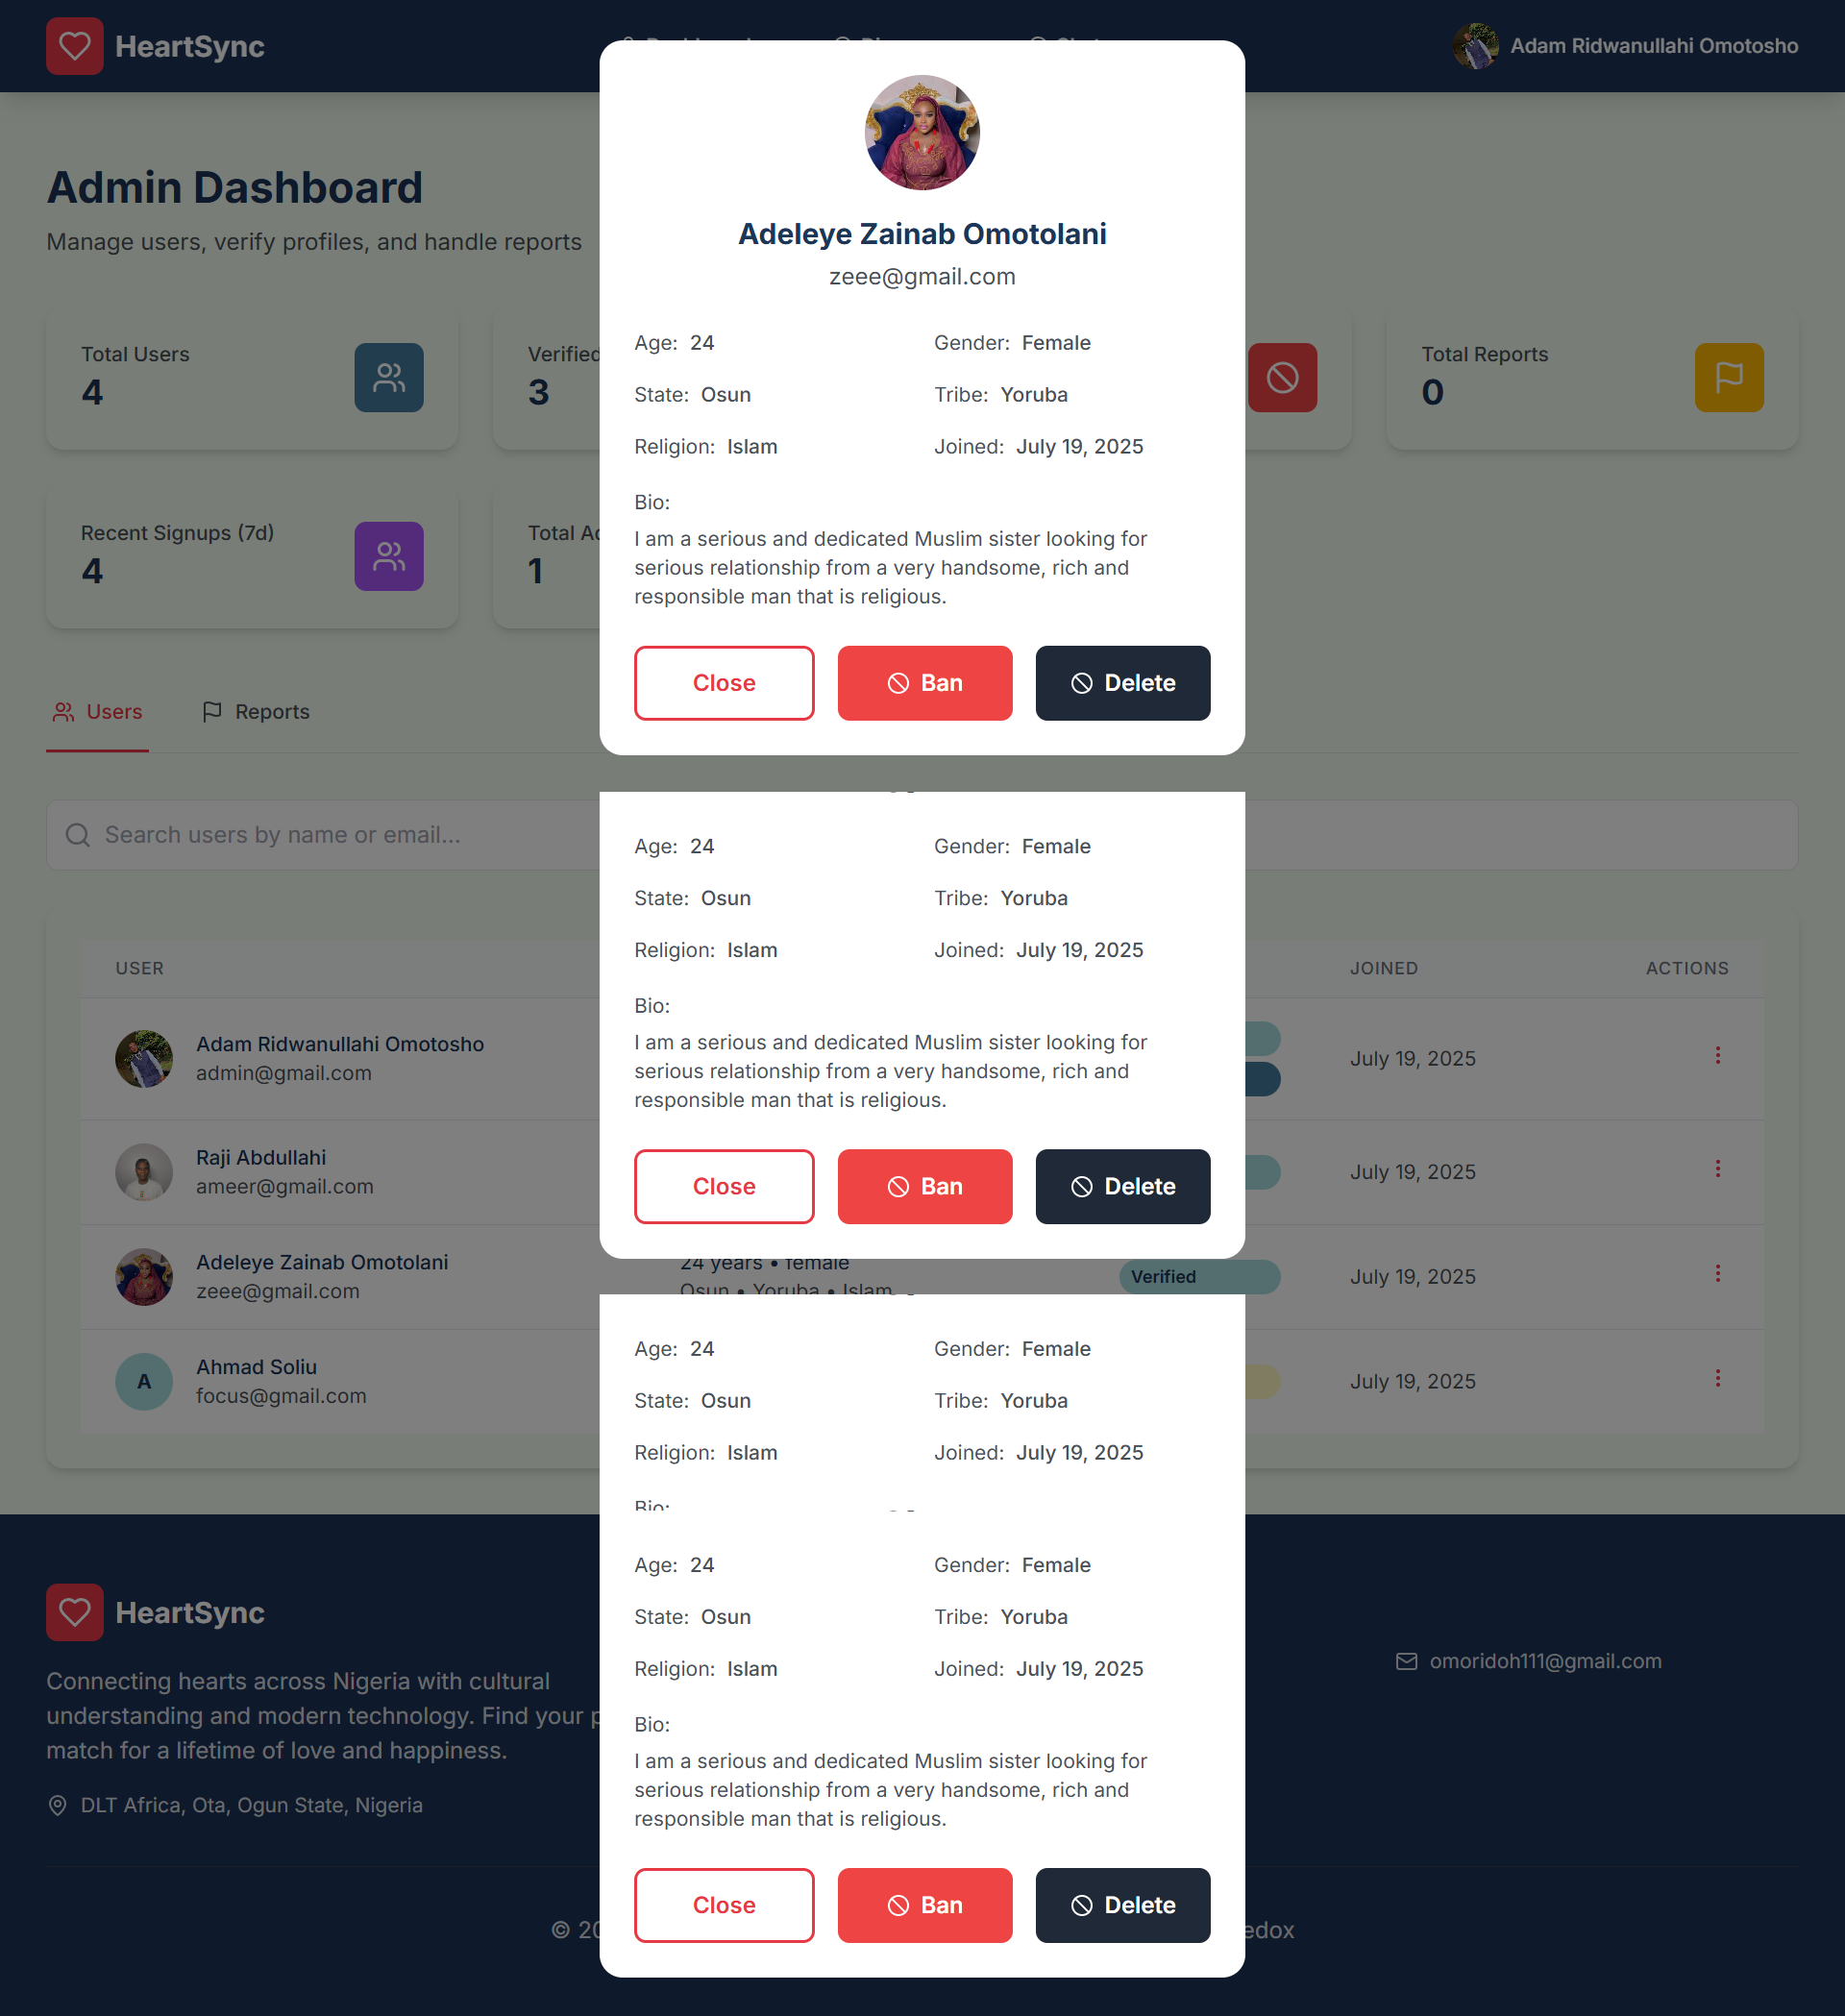 HeartSync
Adam Ridwanullahi Omotosho
Admin Dashboard
Manage users, verify profiles, and handle reports
Total Users
4
Verified
3
Total Reports
0
Recent Signups (7d)
4
Total
1
Users
Reports
Search users by name or email...
Adeleye Zainab Omotolani
zeee@gmail.com
Age: 24
Gender: Female
State: Osun
Tribe: Yoruba
Religion: Islam
Joined: July 19, 2025
Bio:
I am a serious and dedicated Muslim sister looking for
serious relationship from a very handsome, rich and
responsible man that is religious.
Close
Ban
Delete
Age: 24
Gender: Female
State: Osun
Tribe: Yoruba
Religion: Islam
Joined: July 19, 2025
Bio:
I am a serious and dedicated Muslim sister looking for
serious relationship from a very handsome, rich and
responsible man that is religious.
Close
Ban
Delete
USER
JOINED
ACTIONS
Adam Ridwanullahi Omotosho
admin@gmail.com
July 19, 2025
Raji Abdullahi
ameer@gmail.com
July 19, 2025
Adeleye Zainab Omotolani
zeee@gmail.com
24 years • female
Osun • Yoruba • Islam
Verified
July 19, 2025
A
Ahmad Soliu
focus@gmail.com
July 19, 2025
Age: 24
Gender: Female
State: Osun
Tribe: Yoruba
Religion: Islam
Joined: July 19, 2025
Bio:
Age: 24
Gender: Female
State: Osun
Tribe: Yoruba
Religion: Islam
Joined: July 19, 2025
Bio:
I am a serious and dedicated Muslim sister looking for
serious relationship from a very handsome, rich and
responsible man that is religious.
Close
Ban
Delete
HeartSync
Connecting hearts across Nigeria with cultural
understanding and modern technology. Find your
match for a lifetime of love and happiness.
DLT Africa, Ota, Ogun State, Nigeria
omoridoh111@gmail.com
©